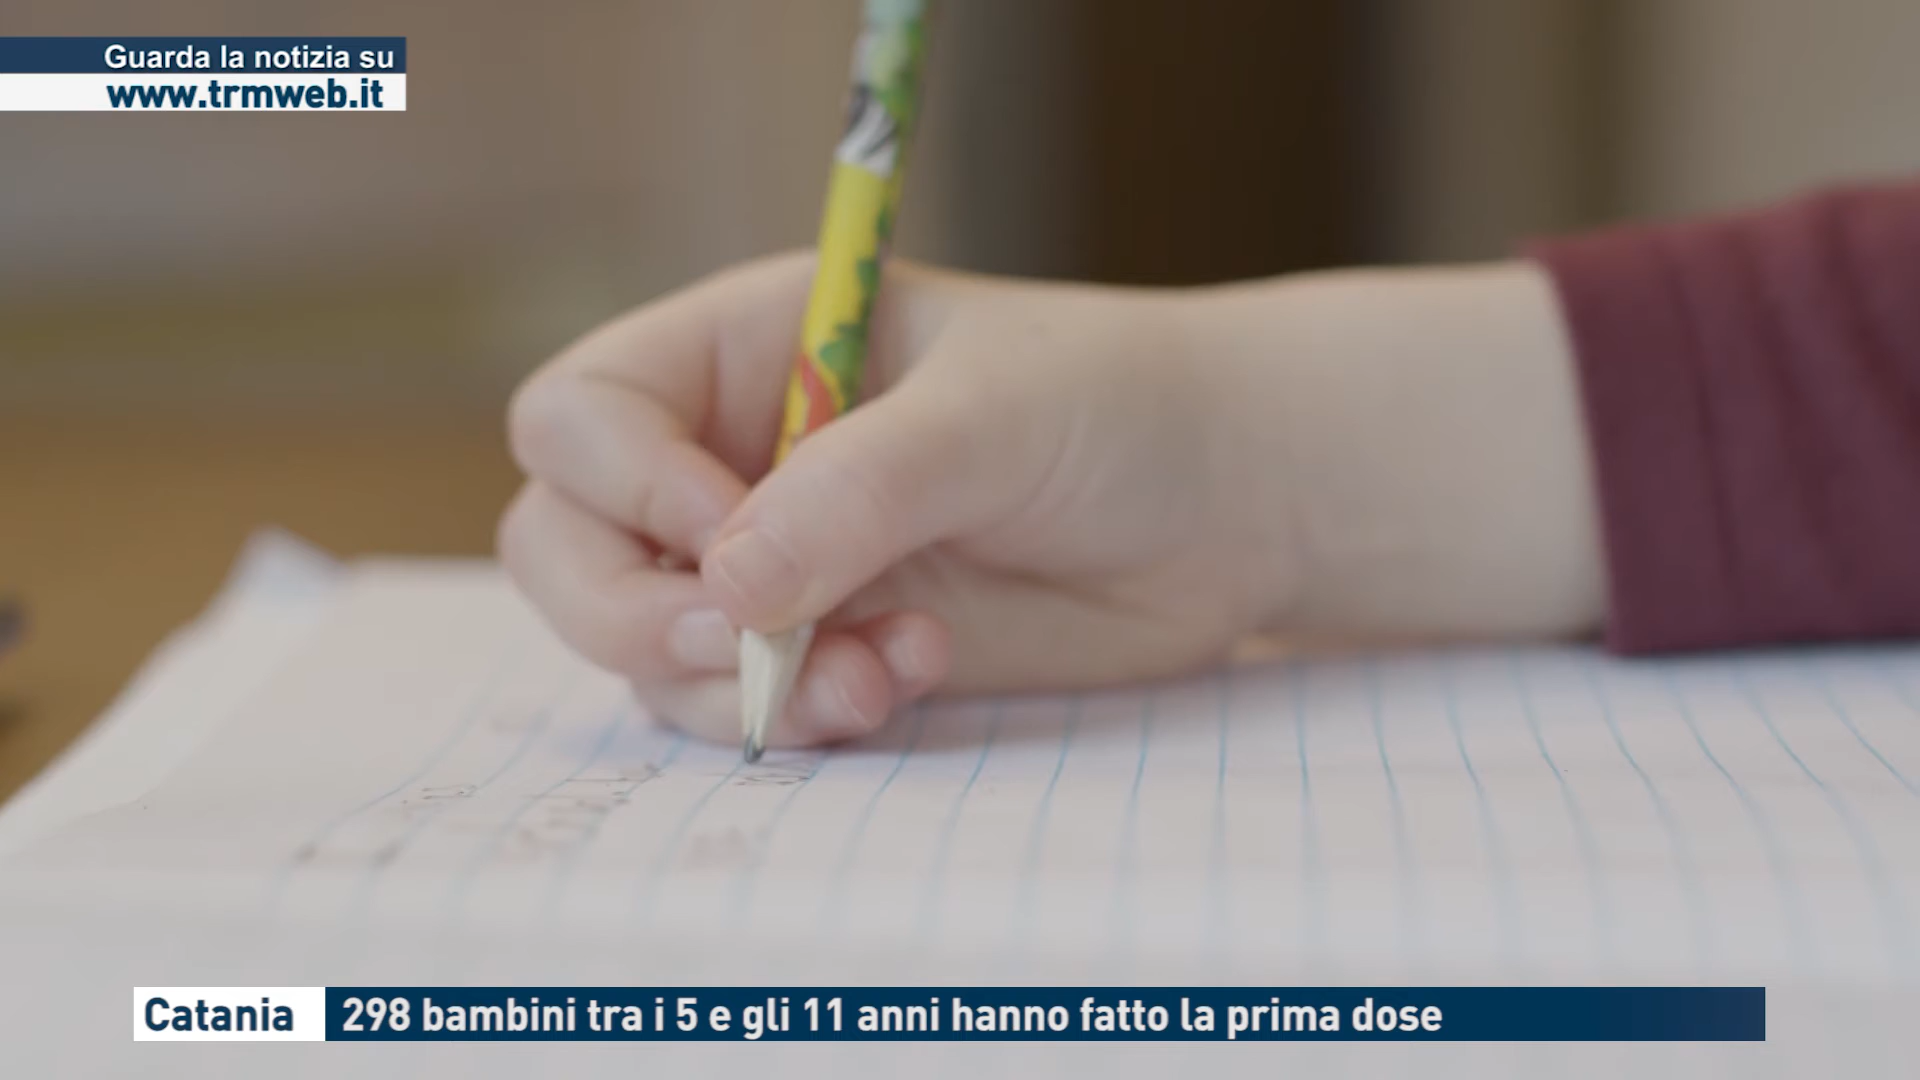 Guarda la notizia su
www.trmweb.it
Catania
298 bambini tra i 5 e gli 11 anni hanno fatto la prima dose